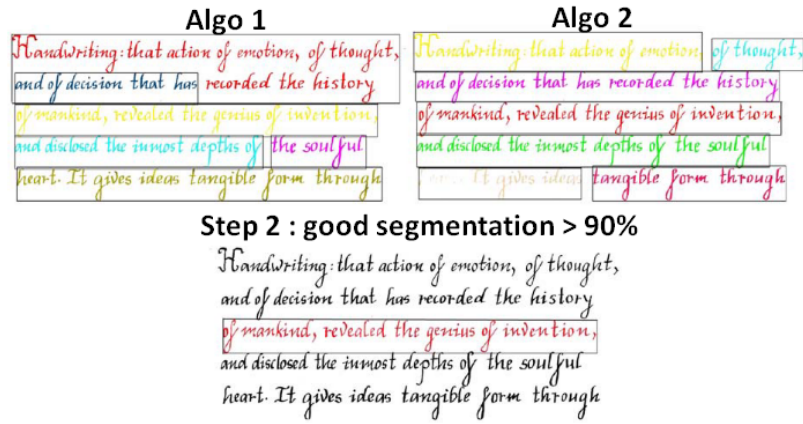 Algo 1
Handwriting: that action of emotion, of thought,
and of decision that has recorded the history
of mankind, revealed the genius of invention,
and disclosed the inmost depths of the soulful
heart. It gives ideas tangible form through
Algo 2
Handwriting: that action of emotion, of thought,
and of decision that has recorded the history
of mankind, revealed the genius of invention,
and disclosed the inmost depths of the soulful
form. It gives ideas tangible form through
Step 2 : good segmentation > 90%
Handwriting: that action of emotion, of thought,
and of decision that has recorded the history
of mankind, revealed the genius of invention,
and disclosed the inmost depths of the soulful
heart. It gives ideas tangible form through